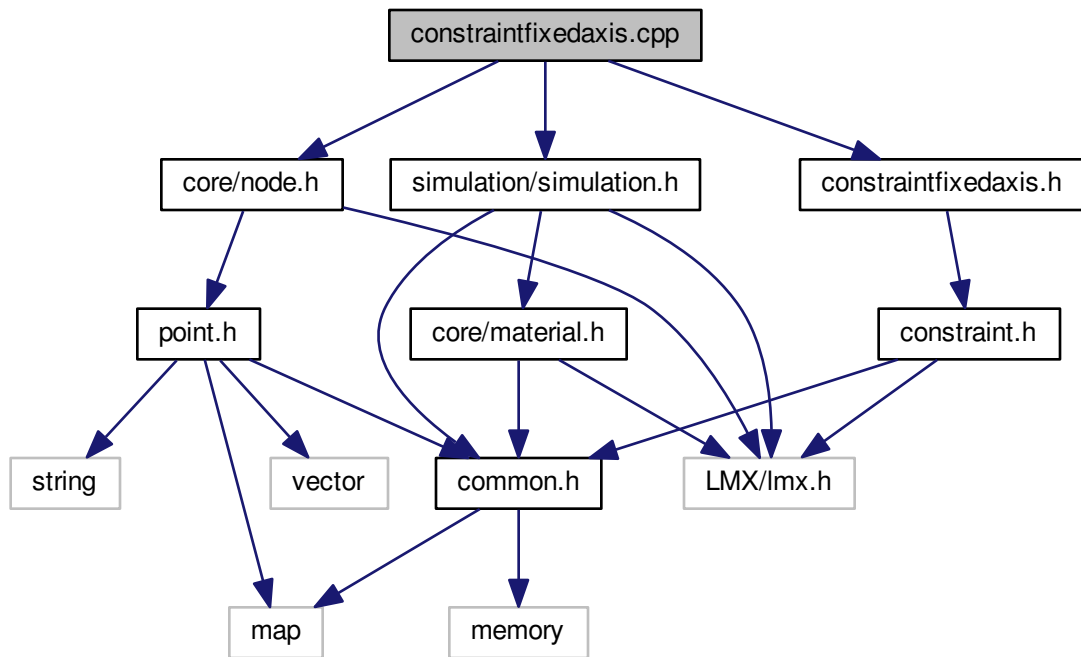 constraintfixedaxis.cpp
core/node.h
simulation/simulation.h
constraintfixedaxis.h
point.h
core/material.h
constraint.h
string
vector
common.h
LMX/lmx.h
map
memory